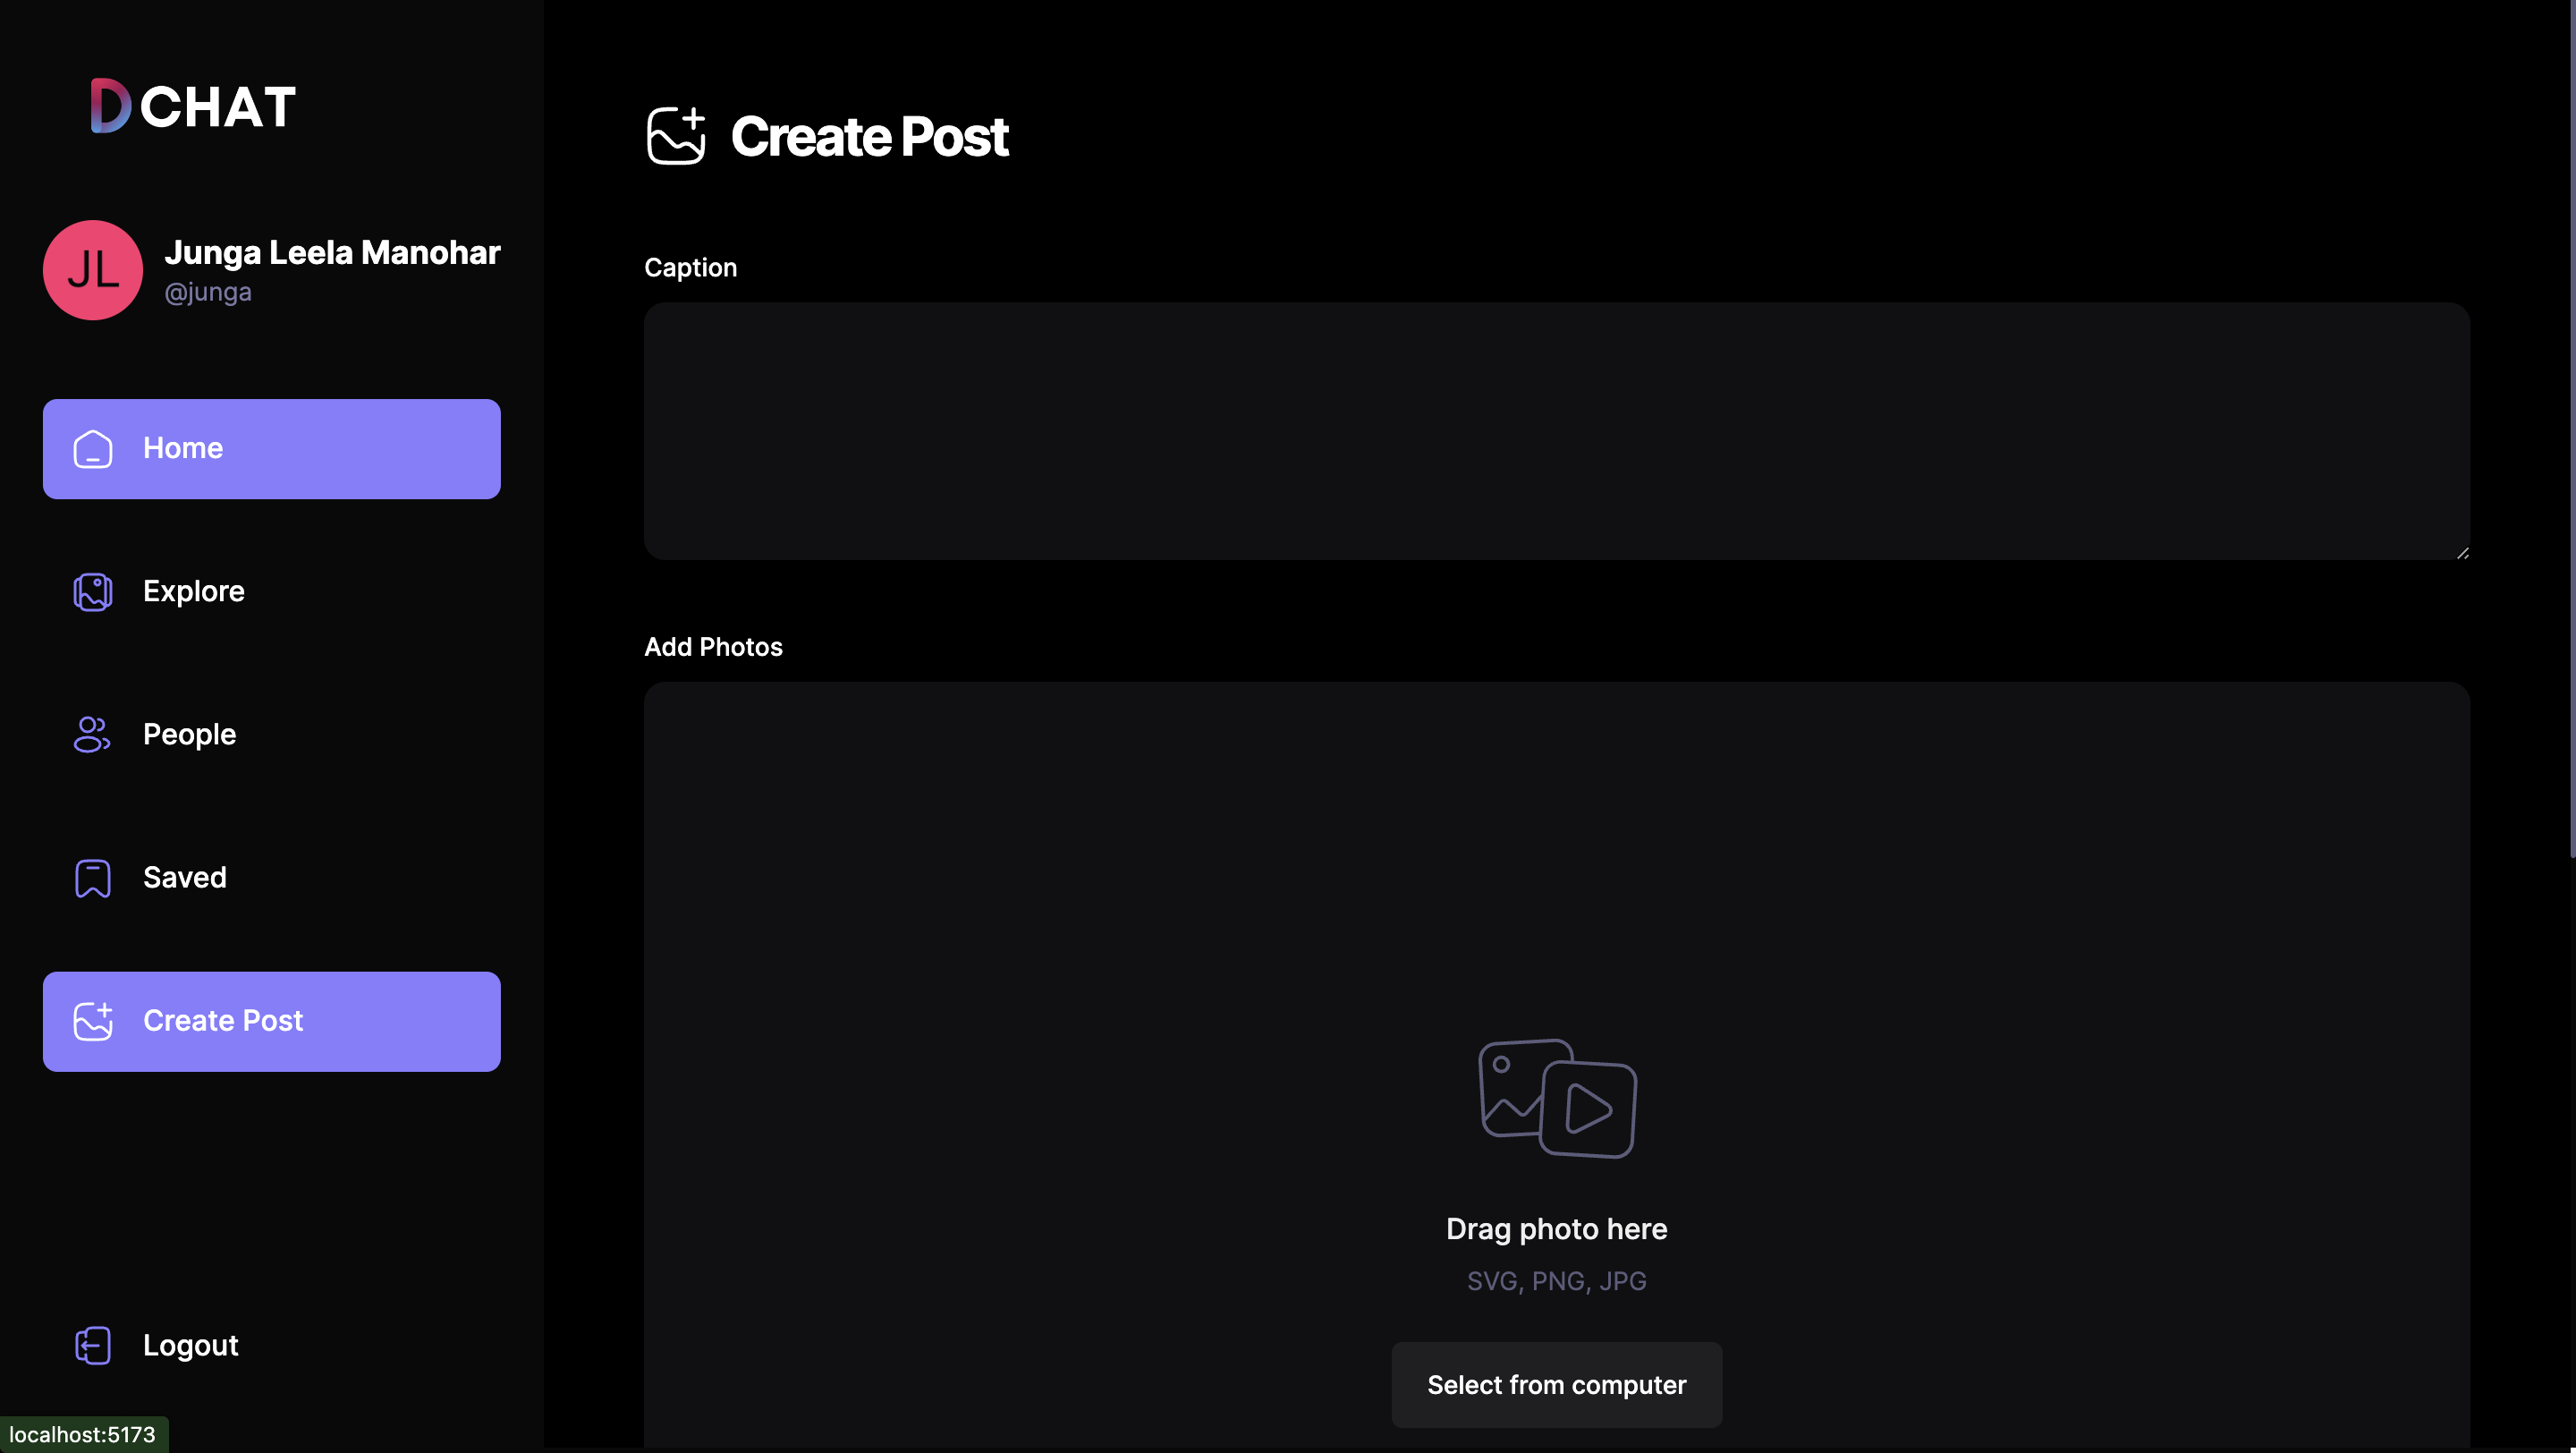 DCHAT
JL
Junga Leela Manohar
@junga
Home
Explore
People
Saved
Create Post
Logout
localhost:5173
Create Post
Caption
Add Photos
Drag photo here
SVG, PNG, JPG
Select from computer